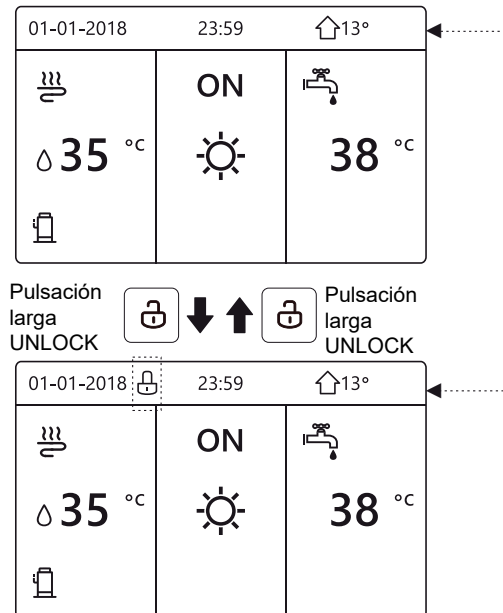 01-01-2018 23:59 13°
ON
35 °C 38 °C
Pulsación larga UNLOCK
Pulsación larga UNLOCK
01-01-2018 23:59 13°
ON
35 °C 38 °C